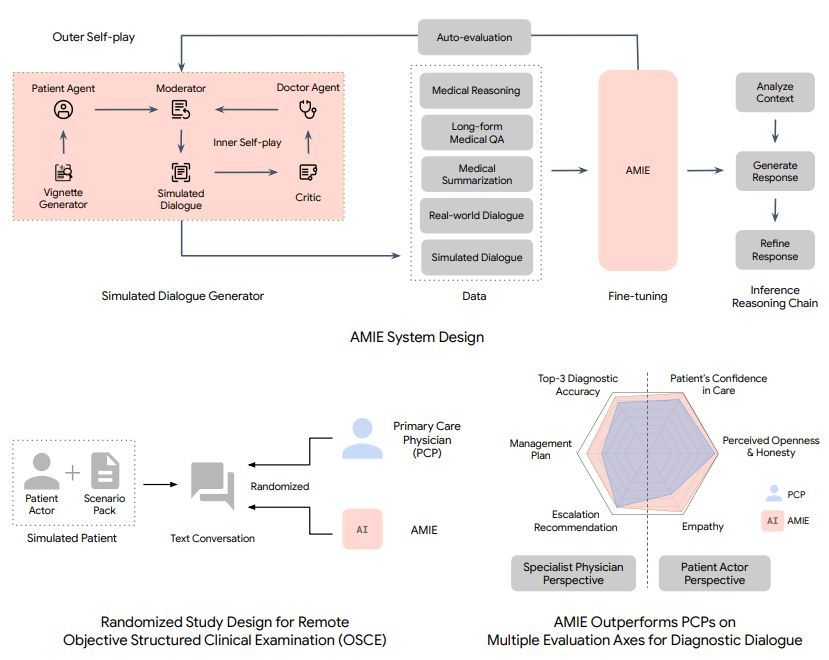 Outer Self-play
Auto-evaluation
Patient Agent
Moderator
Doctor Agent
Inner Self-play
Vignette
Generator
Simulated
Dialogue
Critic
Simulated Dialogue Generator
Medical Reasoning
Long-form
Medical QA
Medical
Summarization
Real-world Dialogue
Simulated Dialogue
Data
AMIE
Fine-tuning
Analyze
Context
Generate
Response
Refine
Response
Inference
Reasoning Chain
AMIE System Design
Patient
Actor
Scenario
Pack
Simulated Patient
Text Conversation
Randomized
Primary Care
Physician
(PCP)
AI
AMIE
Randomized Study Design for Remote
Objective Structured Clinical Examination (OSCE)
Top-3 Diagnostic
Accuracy
Patient's Confidence
in Care
Management
Plan
Perceived Openness
& Honesty
Escalation
Recommendation
Empathy
PCP
AI
AMIE
Specialist Physician
Perspective
Patient Actor
Perspective
AMIE Outperforms PCPs on
Multiple Evaluation Axes for Diagnostic Dialogue